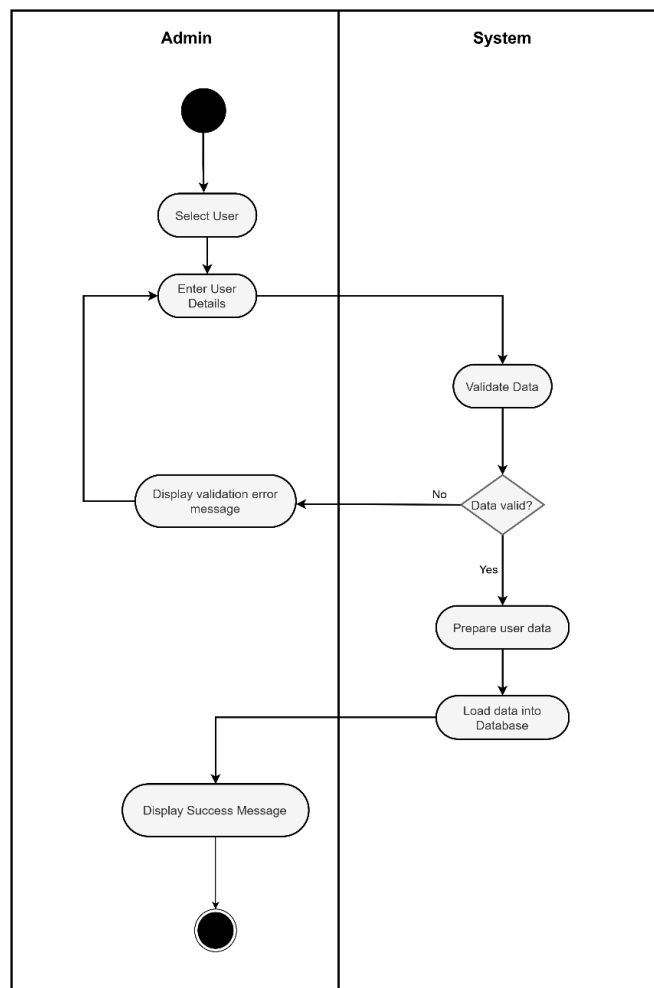 Admin
System
Select User
Enter User
Details
Validate Data
Display validation error
message
No
Data valid?
Yes
Prepare user data
Load data into
Database
Display Success Message